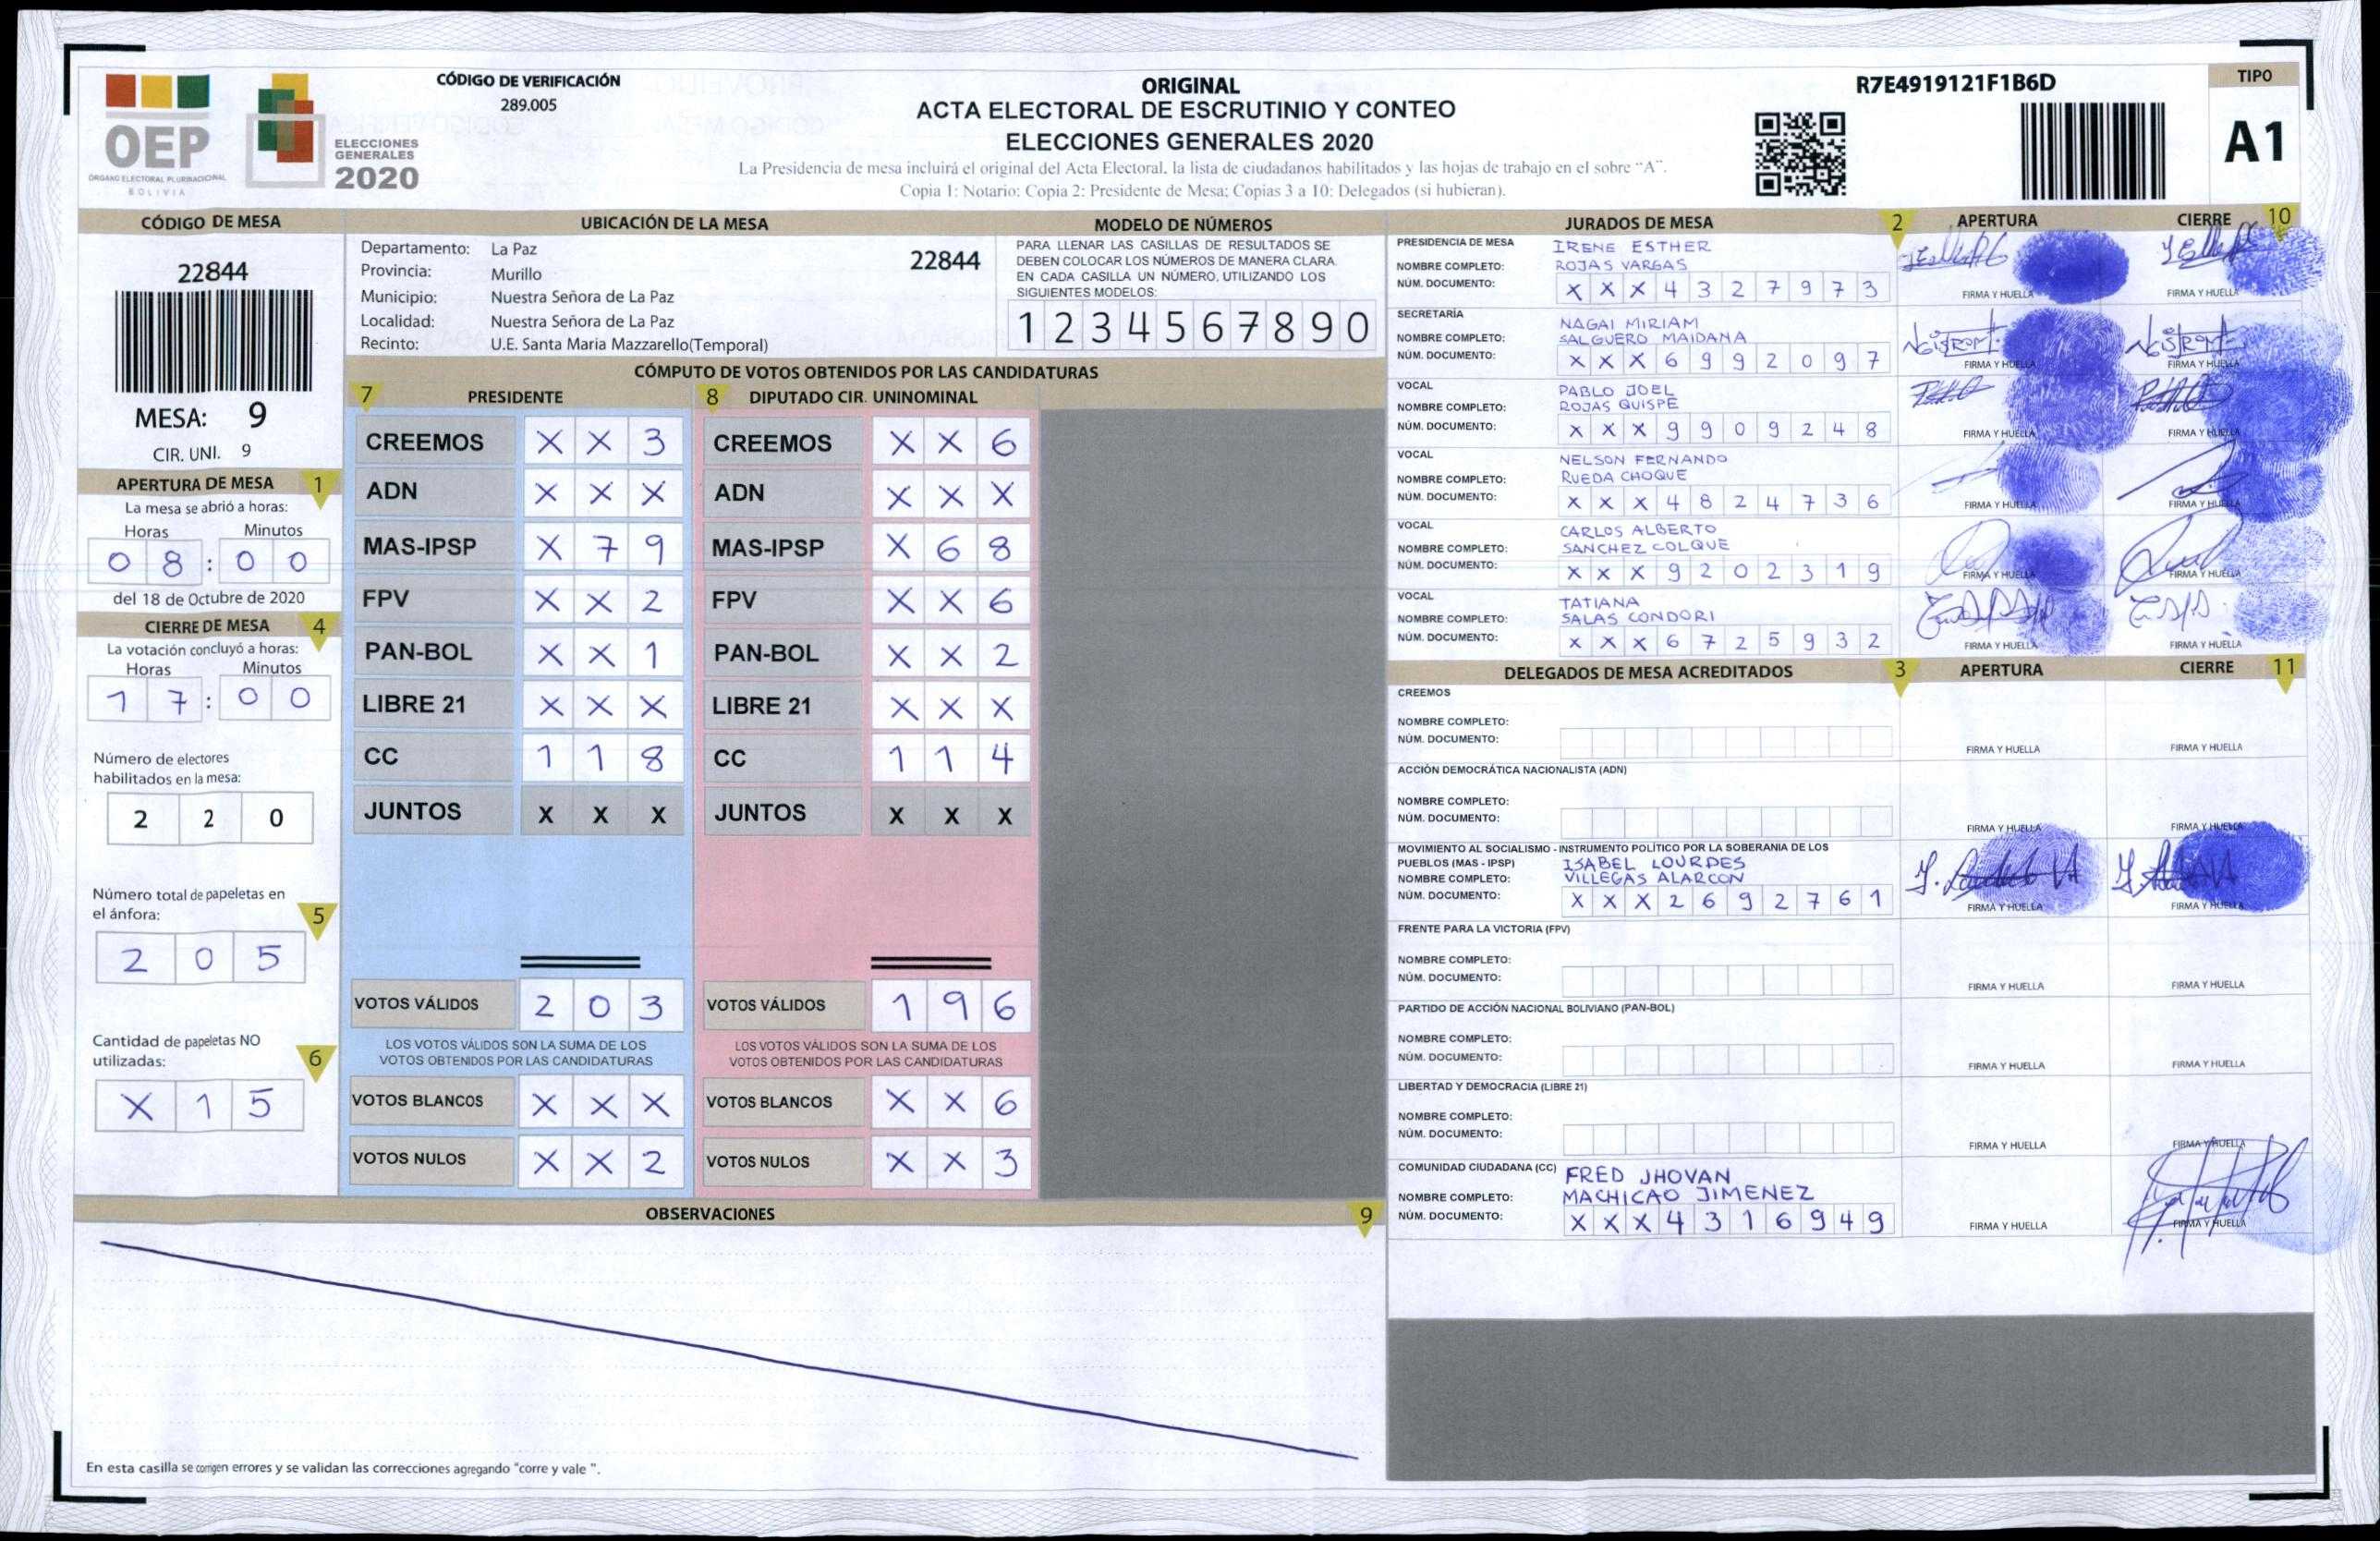 OEP
ÓRGANO ELECTORAL PLURINACIONAL
BOLIVIA
ELECCIONES
GENERALES
2020
CÓDIGO DE VERIFICACIÓN
289.005
ORIGINAL
ACTA ELECTORAL DE ESCRUTINIO Y CONTEO
ELECCIONES GENERALES 2020
La Presidencia de mesa incluirá el original del Acta Electoral, la lista de ciudadanos habilitados y las hojas de trabajo en el sobre "A".
Copia 1: Notario; Copia 2: Presidente de Mesa; Copias 3 a 10: Delegados (si hubieran).
R7E4919121F1B6D
TIPO
A1
CÓDIGO DE MESA
22844
MESA: 9
CIR. UNI. 9
APERTURA DE MESA 1
La mesa se abrió a horas:
Horas Minutos
0 8 : 0 0
del 18 de Octubre de 2020
CIERRE DE MESA 4
La votación concluyó a horas:
Horas Minutos
1 7 : 0 0
Número de electores
habilitados en la mesa:
2 2 0
Número total de papeletas en
el ánfora: 5
2 0 5
Cantidad de papeletas NO
utilizadas: 6
X 1 5
UBICACIÓN DE LA MESA
Departamento: La Paz
Provincia: Murillo
Municipio: Nuestra Señora de La Paz
Localidad: Nuestra Señora de La Paz
Recinto: U.E. Santa Maria Mazzarello(Temporal)
22844
MODELO DE NÚMEROS
PARA LLENAR LAS CASILLAS DE RESULTADOS SE
DEBEN COLOCAR LOS NÚMEROS DE MANERA CLARA.
EN CADA CASILLA UN NÚMERO, UTILIZANDO LOS
SIGUIENTES MODELOS:
1 2 3 4 5 6 7 8 9 0
CÓMPUTO DE VOTOS OBTENIDOS POR LAS CANDIDATURAS
7 PRESIDENTE
CREEMOS X X 3
ADN X X X
MAS-IPSP X 7 9
FPV X X 2
PAN-BOL X X 1
LIBRE 21 X X X
CC 1 1 8
JUNTOS X X X
VOTOS VÁLIDOS 2 0 3
LOS VOTOS VÁLIDOS SON LA SUMA DE LOS
VOTOS OBTENIDOS POR LAS CANDIDATURAS
VOTOS BLANCOS X X X
VOTOS NULOS X X 2
8 DIPUTADO CIR. UNINOMINAL
CREEMOS X X 6
ADN X X X
MAS-IPSP X 6 8
FPV X X 6
PAN-BOL X X 2
LIBRE 21 X X X
CC 1 1 4
JUNTOS X X X
VOTOS VÁLIDOS 1 9 6
LOS VOTOS VÁLIDOS SON LA SUMA DE LOS
VOTOS OBTENIDOS POR LAS CANDIDATURAS
VOTOS BLANCOS X X 6
VOTOS NULOS X X 3
OBSERVACIONES 9
En esta casilla se corrigen errores y se validan las correcciones agregando "corre y vale ".
JURADOS DE MESA 2 APERTURA CIERRE 10
PRESIDENCIA DE MESA IRENE ESTHER
NOMBRE COMPLETO: ROJAS VARGAS
NÚM. DOCUMENTO: X X X 4 3 2 7 9 7 3
FIRMA Y HUELLA FIRMA Y HUELLA
SECRETARÍA NAGAI MIRIAM
NOMBRE COMPLETO: SALGUERO MAIDANA
NÚM. DOCUMENTO: X X X 6 9 9 2 0 9 7
FIRMA Y HUELLA FIRMA Y HUELLA
VOCAL PABLO JOEL
NOMBRE COMPLETO: ROJAS QUISPE
NÚM. DOCUMENTO: X X X 9 9 0 9 2 4 8
FIRMA Y HUELLA FIRMA Y HUELLA
VOCAL NELSON FERNANDO
NOMBRE COMPLETO: RUEDA CHOQUE
NÚM. DOCUMENTO: X X X 4 8 2 4 7 3 6
FIRMA Y HUELLA FIRMA Y HUELLA
VOCAL CARLOS ALBERTO
NOMBRE COMPLETO: SANCHEZ COLQUE
NÚM. DOCUMENTO: X X X 9 2 0 2 3 1 9
FIRMA Y HUELLA FIRMA Y HUELLA
VOCAL TATIANA
NOMBRE COMPLETO: SALAS CONDORI
NÚM. DOCUMENTO: X X X 6 7 2 5 9 3 2
FIRMA Y HUELLA FIRMA Y HUELLA
DELEGADOS DE MESA ACREDITADOS 3 APERTURA CIERRE 11
CREEMOS
NOMBRE COMPLETO:
NÚM. DOCUMENTO:
FIRMA Y HUELLA FIRMA Y HUELLA
ACCIÓN DEMOCRÁTICA NACIONALISTA (ADN)
NOMBRE COMPLETO:
NÚM. DOCUMENTO:
FIRMA Y HUELLA FIRMA Y HUELLA
MOVIMIENTO AL SOCIALISMO - INSTRUMENTO POLÍTICO POR LA SOBERANIA DE LOS
PUEBLOS (MAS - IPSP) ISABEL LOURDES
NOMBRE COMPLETO: VILLEGAS ALARCON
NÚM. DOCUMENTO: X X X 2 6 9 2 7 6 1
FIRMA Y HUELLA FIRMA Y HUELLA
FRENTE PARA LA VICTORIA (FPV)
NOMBRE COMPLETO:
NÚM. DOCUMENTO:
FIRMA Y HUELLA FIRMA Y HUELLA
PARTIDO DE ACCIÓN NACIONAL BOLIVIANO (PAN-BOL)
NOMBRE COMPLETO:
NÚM. DOCUMENTO:
FIRMA Y HUELLA FIRMA Y HUELLA
LIBERTAD Y DEMOCRACIA (LIBRE 21)
NOMBRE COMPLETO:
NÚM. DOCUMENTO:
FIRMA Y HUELLA FIRMA Y HUELLA
COMUNIDAD CIUDADANA (CC) FRED JHOVAN
NOMBRE COMPLETO: MACHICAO JIMENEZ
NÚM. DOCUMENTO: X X X 4 3 1 6 9 4 9
FIRMA Y HUELLA FIRMA Y HUELLA